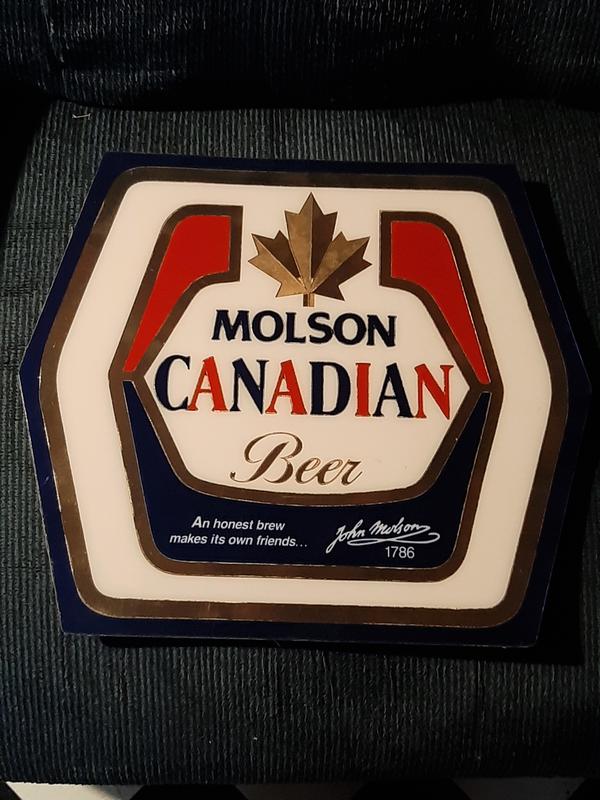 MOLSON
CANADIAN
Beer
An honest brew
makes its own friends...
John Molson
1786